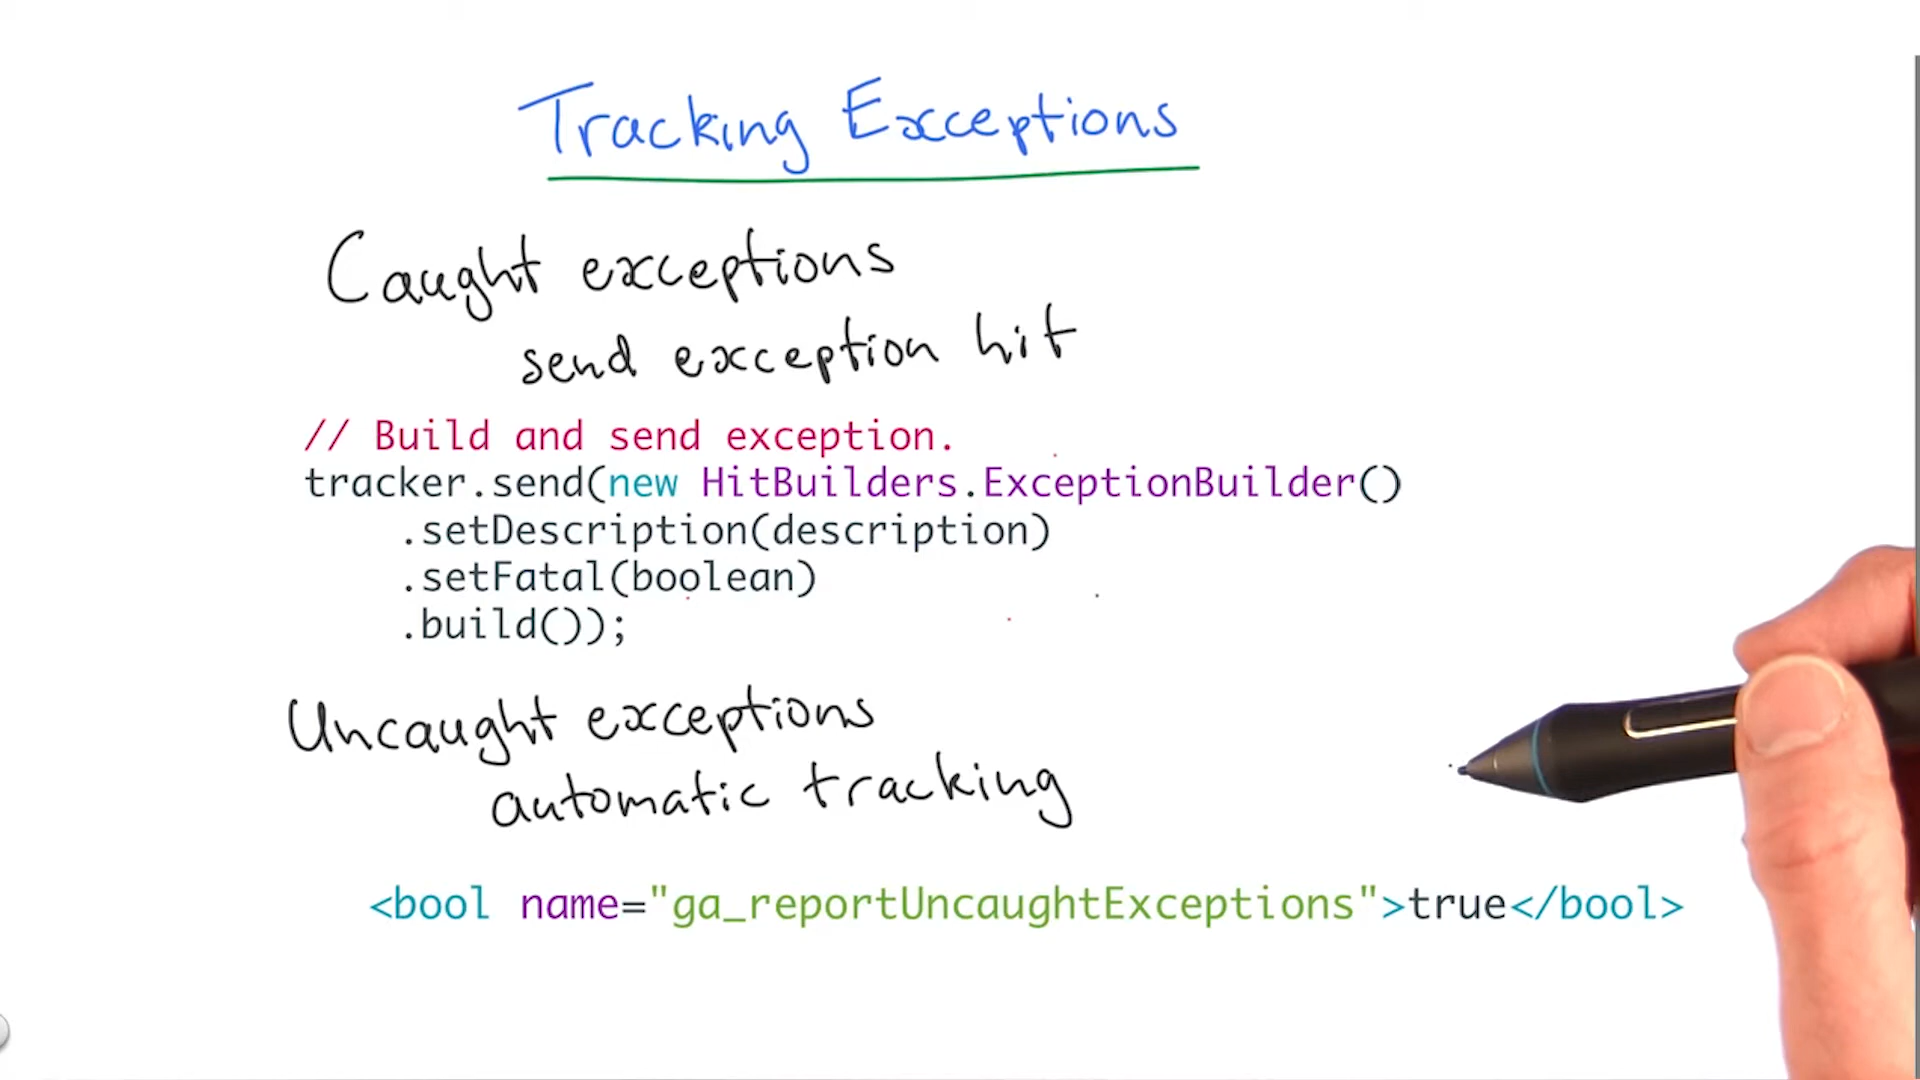 Tracking Exceptions
Caught exceptions
send exception hit
// Build and send exception.
tracker.send(new HitBuilders.ExceptionBuilder()
.setDescription(description)
.setFatal(boolean)
.build());
Uncaught exceptions
automatic tracking
<bool name="ga_reportUncaughtExceptions">true</bool>